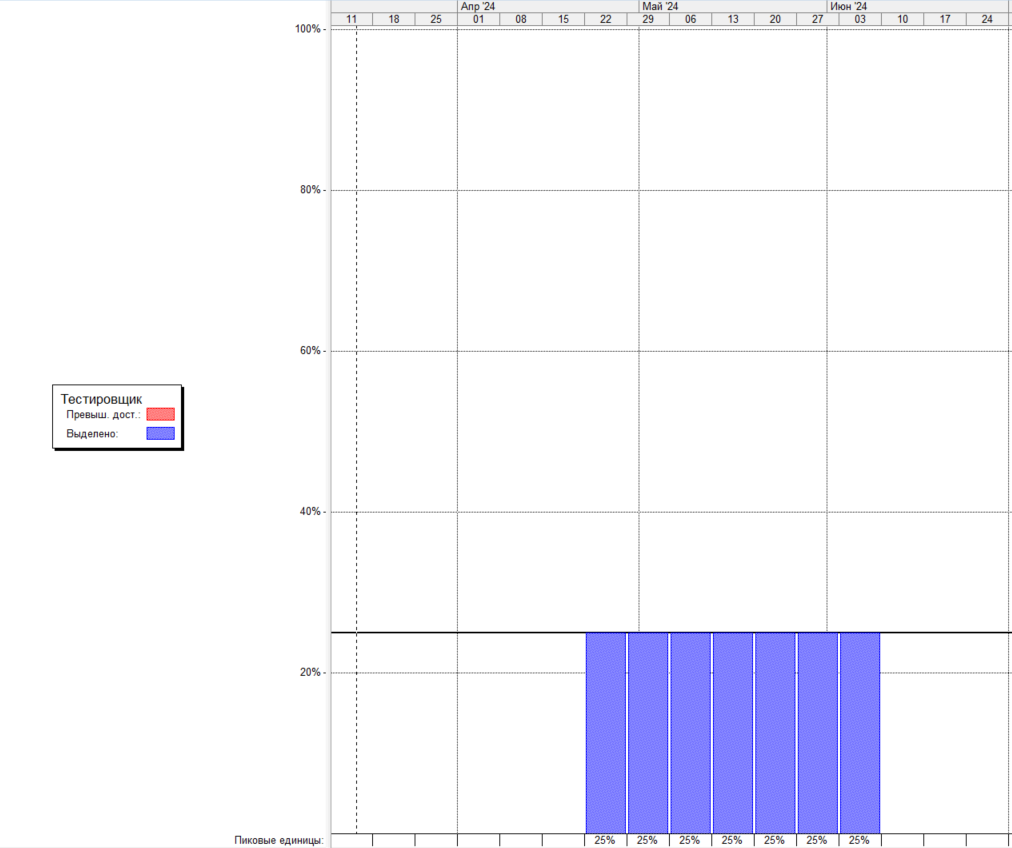 Апр '24 Май '24 Июн '24
11 18 25 01 08 15 22 29 06 13 20 27 03 10 17 24
100%
80%
60%
Тестировщик
Превыш. дост.:
Выделено:
40%
20%
Пиковые единицы: 25% 25% 25% 25% 25% 25% 25%